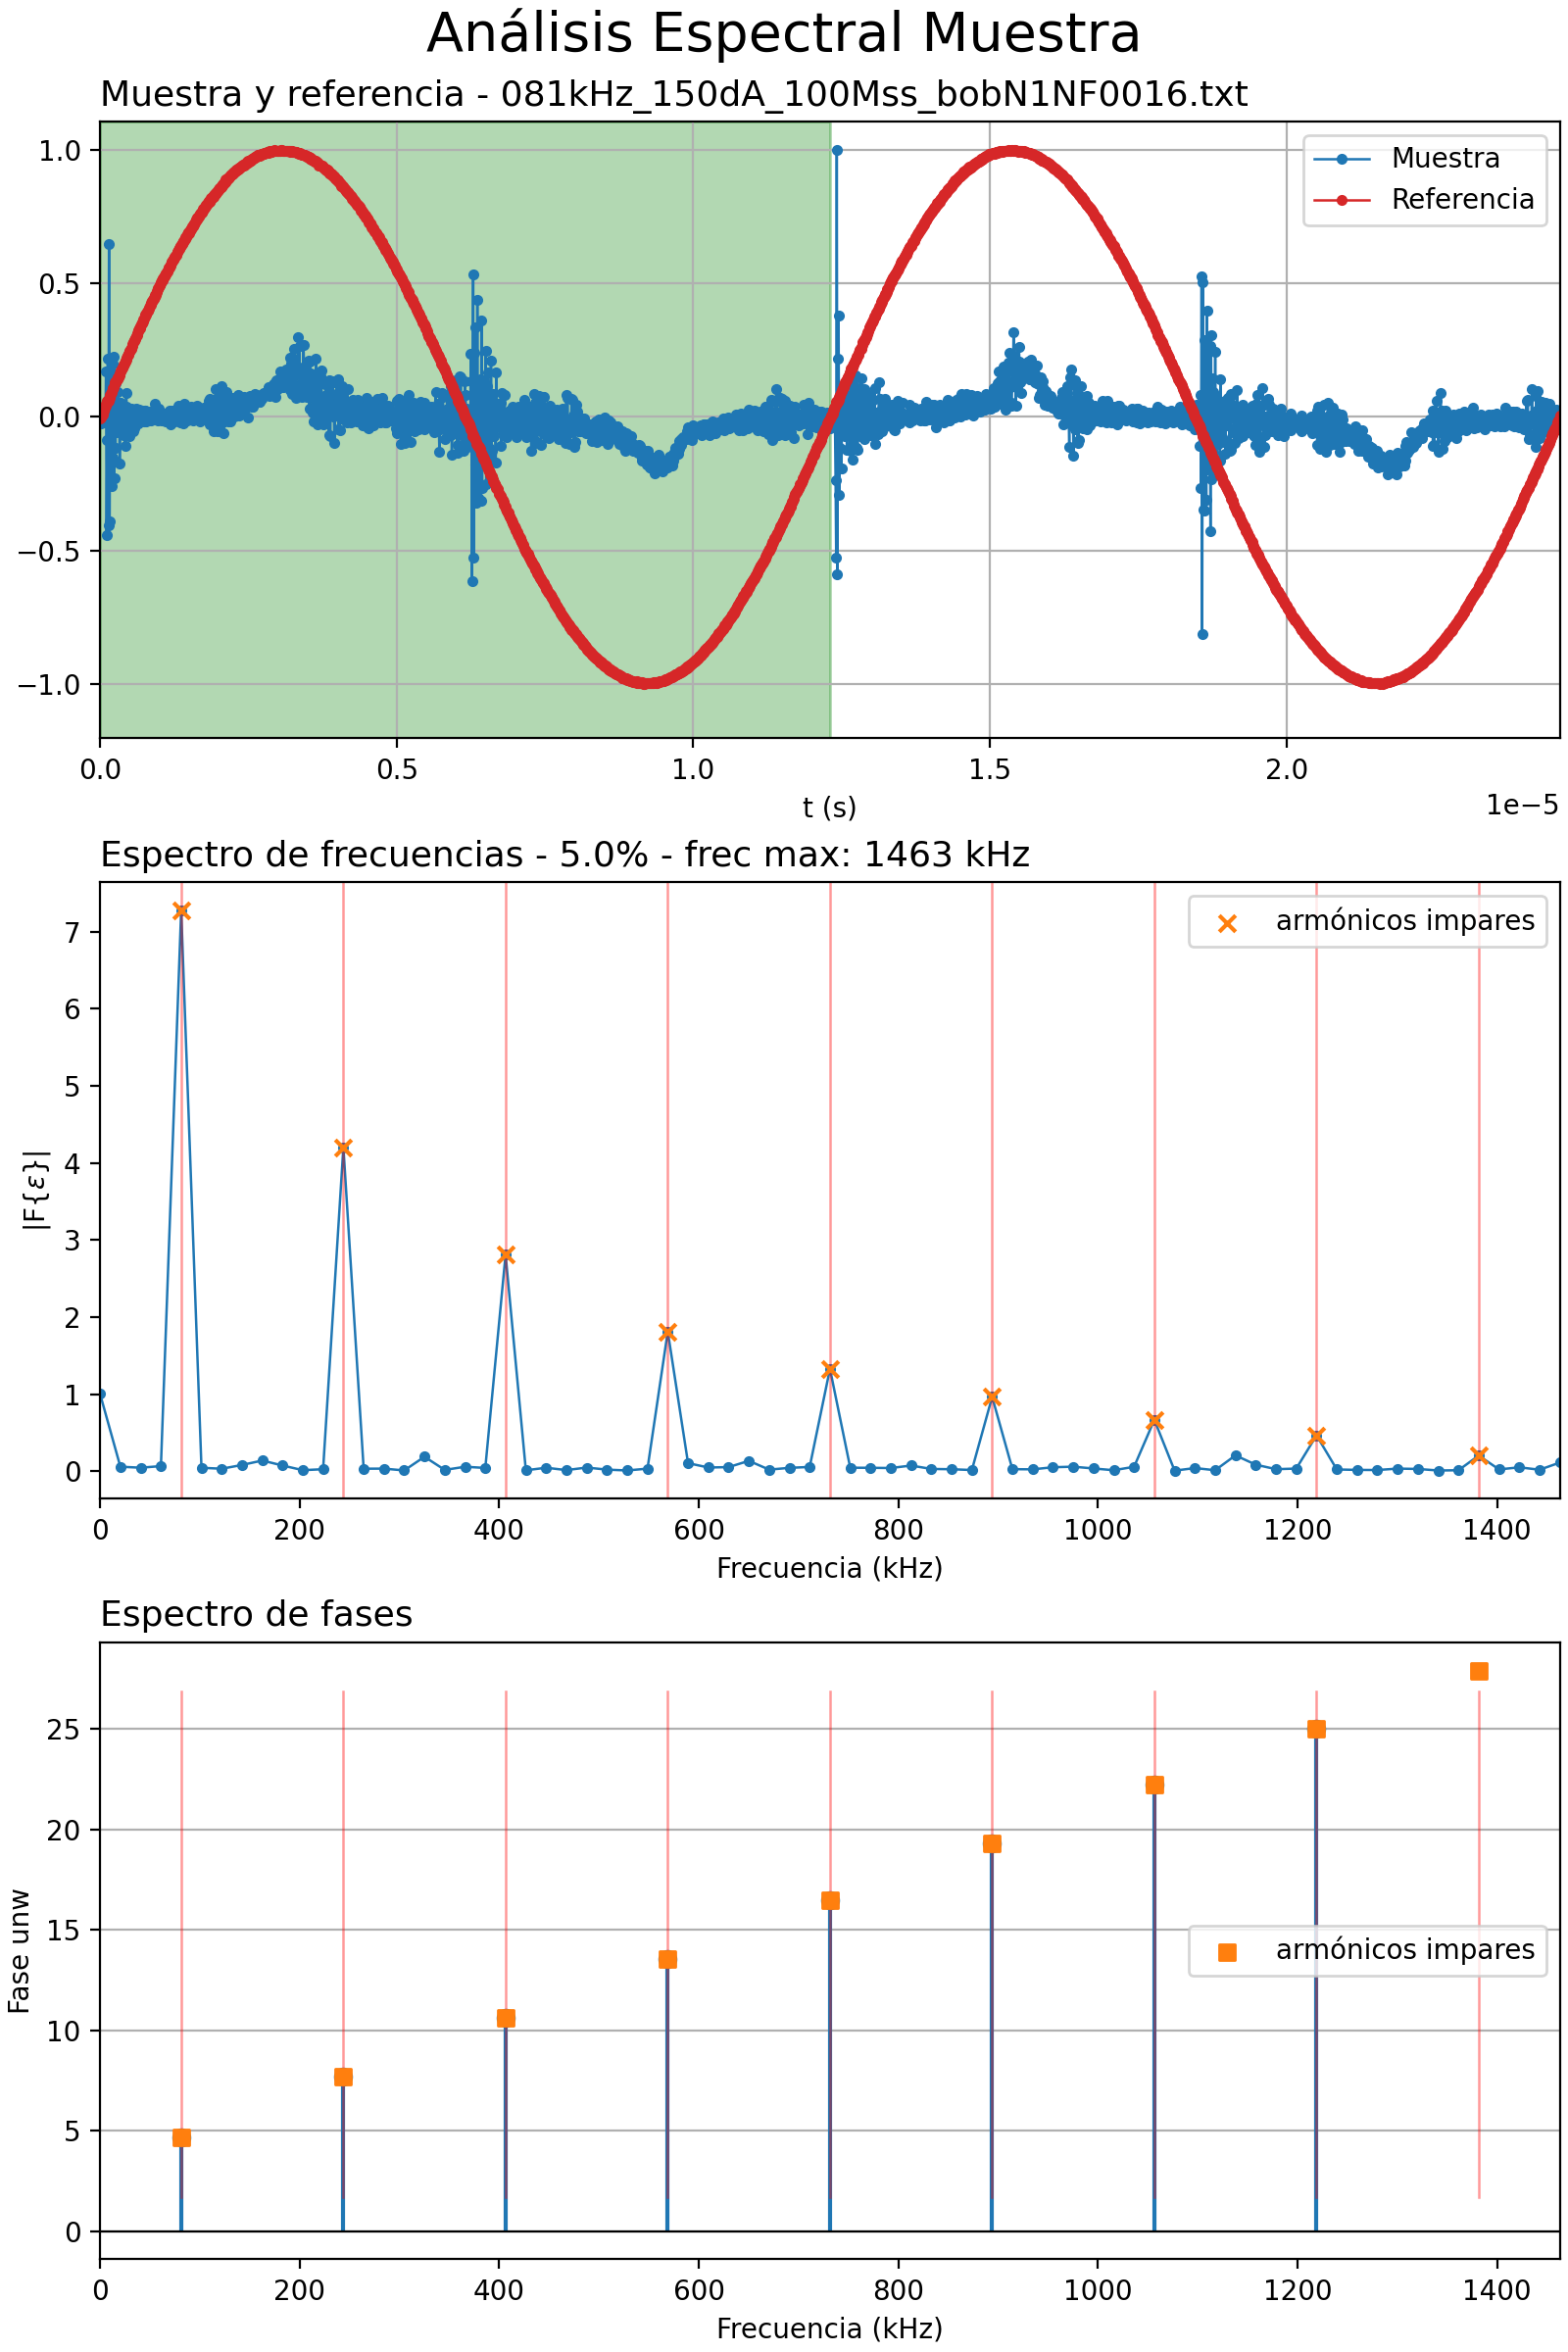 Análisis Espectral Muestra
Muestra y referencia - 081kHz_150dA_100Mss_bobN1NF0016.txt
1.0
0.5
0.0
−0.5
−1.0
Muestra
Referencia
0.0 0.5 1.0 1.5 2.0
t (s)
1e−5
Espectro de frecuencias - 5.0% - frec max: 1463 kHz
7
6
5
4
3
2
1
0
|F{ε}|
armónicos impares
0 200 400 600 800 1000 1200 1400
Frecuencia (kHz)
Espectro de fases
25
20
15
10
5
0
Fase unw
armónicos impares
0 200 400 600 800 1000 1200 1400
Frecuencia (kHz)